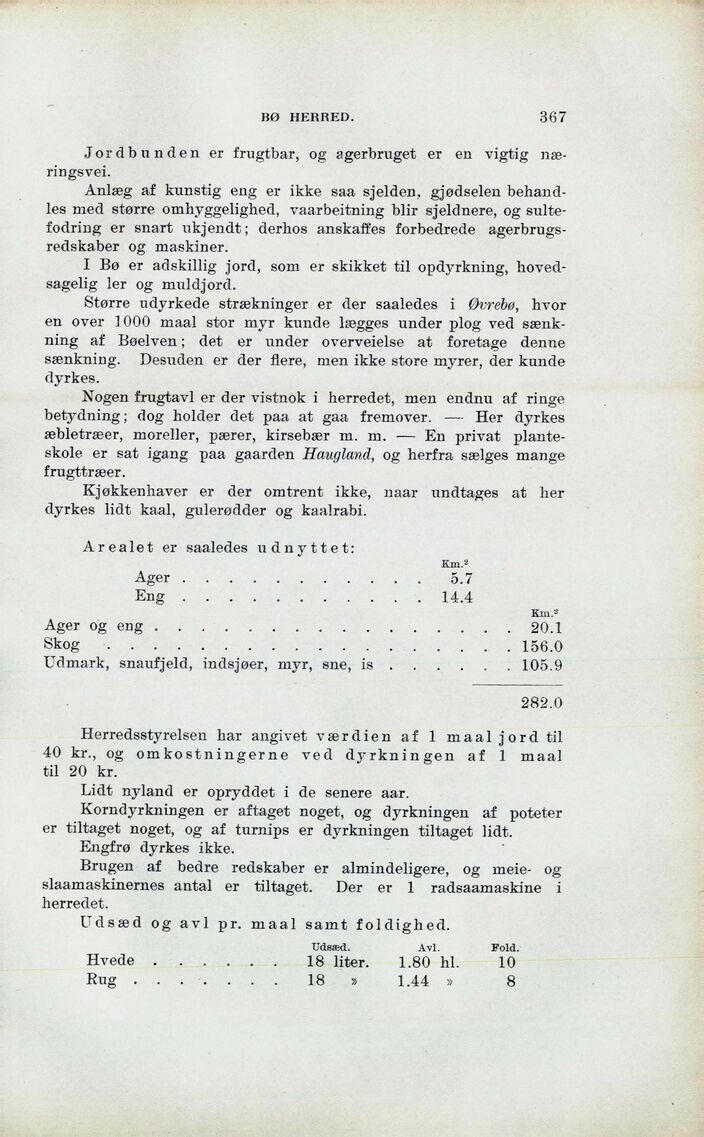 BØ HERRED. 367
Jordbunden er frugtbar, og agerbruget er en vigtig næ-
ringsvei.
Anlæg af kunstig eng er ikke saa sjelden, gjødselen behand-
les med større omhyggelighed, vaarbeitning blir sjeldnere, og sulte-
fodring er snart ukjendt; derhos anskaffes forbedrede agerbrugs-
redskaber og maskiner.
I Bø er adskillig jord, som er skikket til opdyrkning, hoved-
sagelig ler og muldjord.
Større udyrkede strækninger er der saaledes i Øvrebø, hvor
en over 1000 maal stor myr kunde lægges under plog ved sænk-
ning af Bøelven; det er under overveielse at foretage denne
sænkning. Desuden er der flere, men ikke store myrer, der kunde
dyrkes.
Nogen frugtavl er der vistnok i herredet, men endnu af ringe
betydning; dog holder det paa at gaa fremover. — Her dyrkes
æbletræer, moreller, pærer, kirsebær m. m. — En privat plante-
skole er sat igang paa gaarden Haugland, og herfra sælges mange
frugttræer.
Kjøkkenhaver er der omtrent ikke, naar undtages at her
dyrkes lidt kaal, gulerødder og kaalrabi.
Arealet er saaledes udnyttet:
Km.²
Ager . . . . . . . . . . . 5.7
Eng . . . . . . . . . . . 14.4
Km.²
Ager og eng . . . . . . . . . . . . . . . . 20.1
Skog . . . . . . . . . . . . . . . . . . 156.0
Udmark, snaufjeld, indsjøer, myr, sne, is . . . . . . 105.9
282.0
Herredsstyrelsen har angivet værdien af 1 maal jord til
40 kr., og omkostningerne ved dyrkningen af 1 maal
til 20 kr.
Lidt nyland er opryddet i de senere aar.
Korndyrkningen er aftaget noget, og dyrkningen af poteter
er tiltaget noget, og af turnips er dyrkningen tiltaget lidt.
Engfrø dyrkes ikke.
Brugen af bedre redskaber er almindeligere, og meie- og
slaamaskinernes antal er tiltaget. Der er 1 radsaamaskine i
herredet.
Udsæd og avl pr. maal samt foldighed.
Udsæd. Avl. Fold.
Hvede . . . . . . 18 liter. 1.80 hl. 10
Rug . . . . . . . 18 » 1.44 » 8